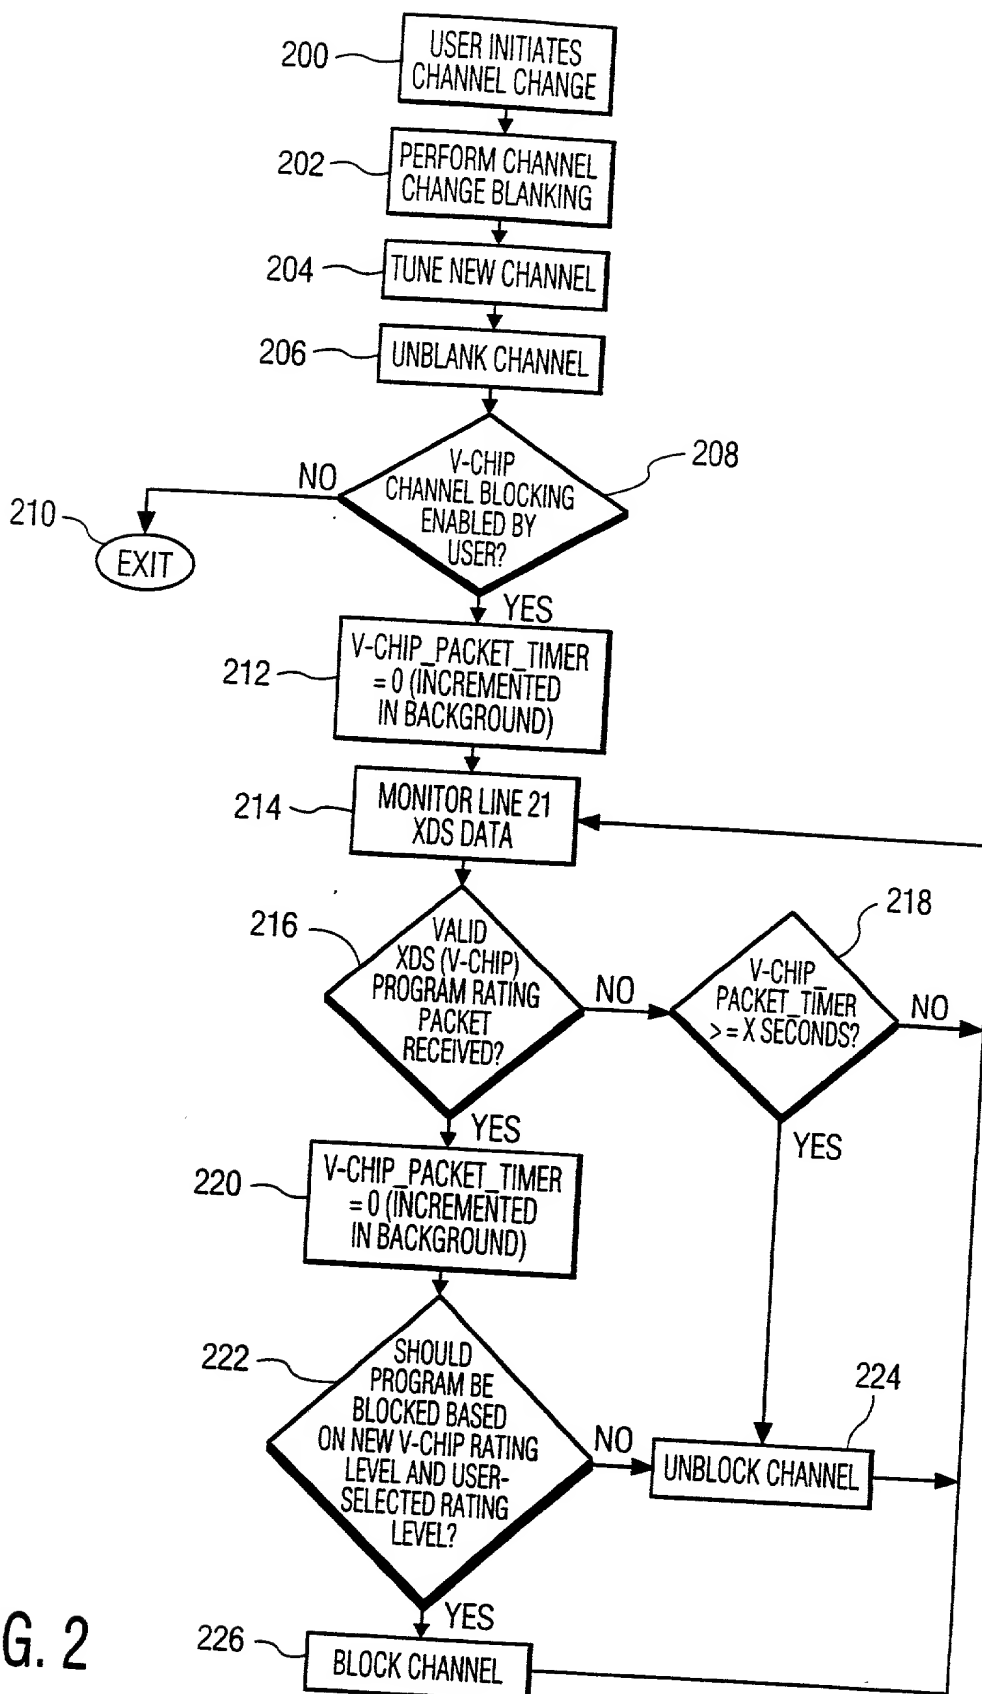 200
USER INITIATES
CHANNEL CHANGE
202
PERFORM CHANNEL
CHANGE BLANKING
204
TUNE NEW CHANNEL
206
UNBLANK CHANNEL
208
V-CHIP
CHANNEL BLOCKING
ENABLED BY
USER?
NO
210
EXIT
YES
212
V-CHIP_PACKET_TIMER
= 0 (INCREMENTED
IN BACKGROUND)
214
MONITOR LINE 21
XDS DATA
216
VALID
XDS (V-CHIP)
PROGRAM RATING
PACKET
RECEIVED?
NO
218
V-CHIP_
PACKET_TIMER
>= X SECONDS?
NO
YES
YES
220
V-CHIP_PACKET_TIMER
= 0 (INCREMENTED
IN BACKGROUND)
222
SHOULD
PROGRAM BE
BLOCKED BASED
ON NEW V-CHIP RATING
LEVEL AND USER-
SELECTED RATING
LEVEL?
NO
224
UNBLOCK CHANNEL
YES
226
BLOCK CHANNEL
G. 2